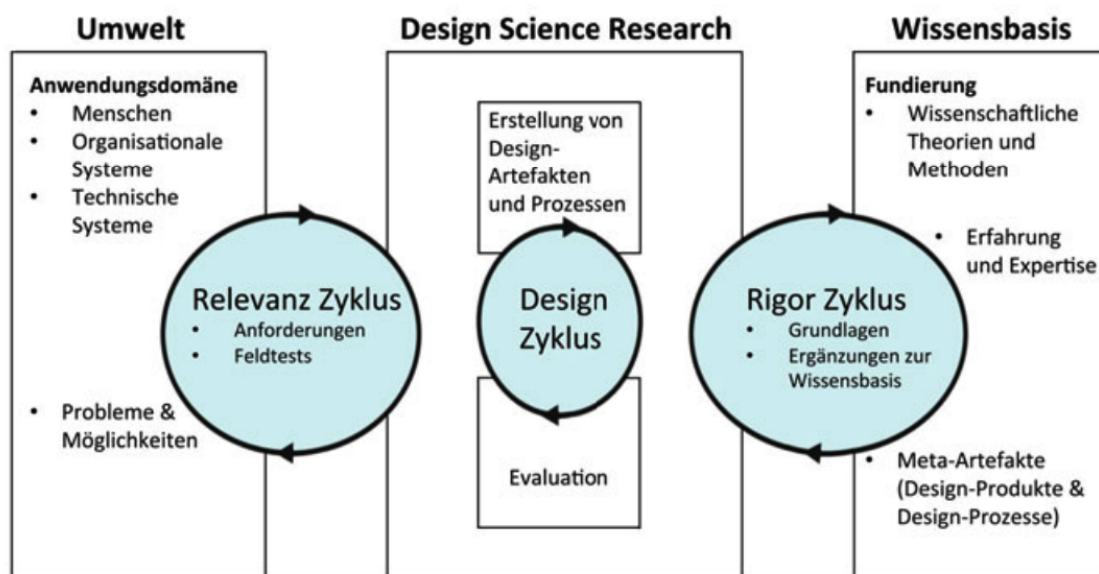 Umwelt
Anwendungsdomäne
• Menschen
• Organisationale
Systeme
• Technische
Systeme
Relevanz Zyklus
• Anforderungen
• Feldtests
• Probleme &
Möglichkeiten
Design Science Research
Erstellung von
Design-
Artefakten
und Prozessen
Design
Zyklus
Evaluation
Wissensbasis
Fundierung
• Wissenschaftliche
Theorien und
Methoden
• Erfahrung
und Expertise
Rigor Zyklus
• Grundlagen
• Ergänzungen zur
Wissensbasis
• Meta-Artefakte
(Design-Produkte &
Design-Prozesse)